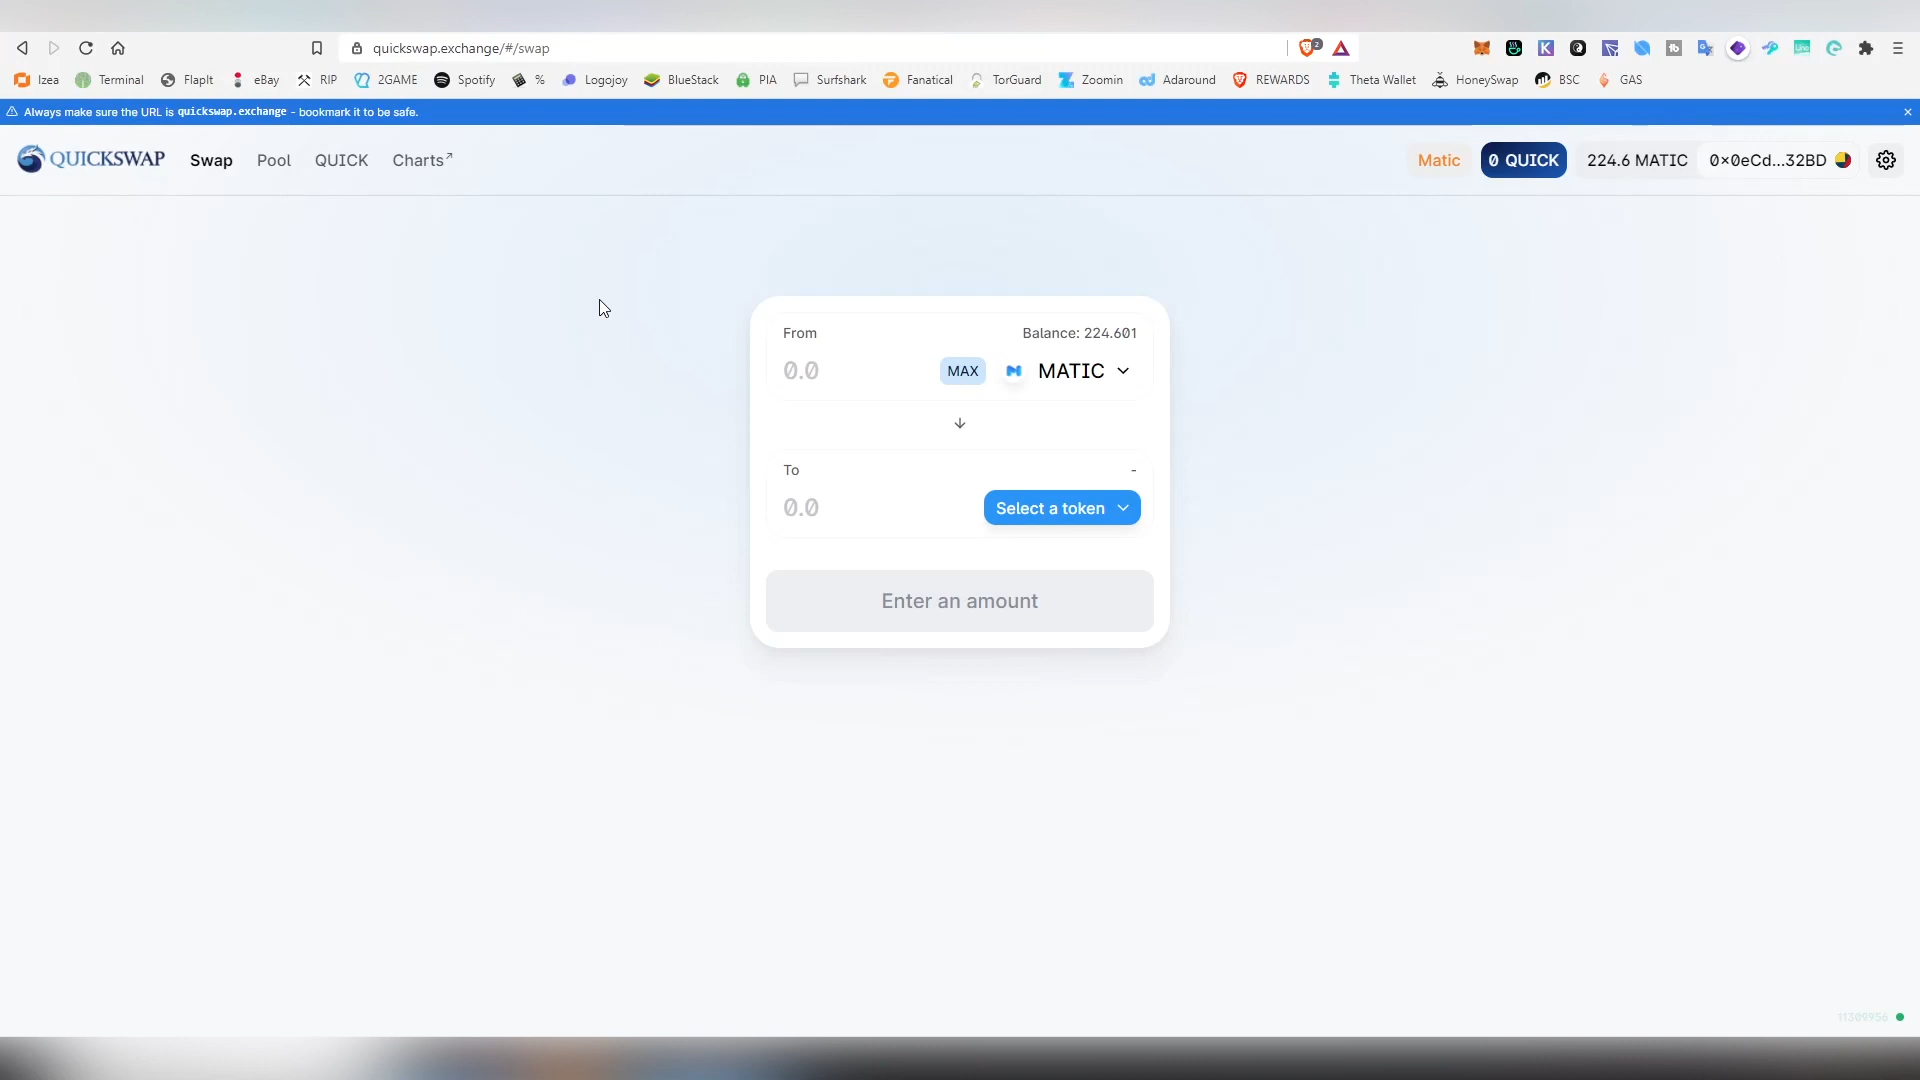 quickswap.exchange/#/swap
2
Izea Terminal FlapIt eBay RIP 2GAME Spotify % Logojoy BlueStack PIA Surfshark Fanatical TorGuard Zoomin Adaround REWARDS Theta Wallet HoneySwap BSC GAS
Always make sure the URL is quickswap.exchange - bookmark it to be safe.
QUICKSWAP Swap Pool QUICK Charts↗ Matic 0 QUICK 224.6 MATIC 0x0eCd...32BD
From Balance: 224.601
0.0 MAX MATIC
To -
0.0 Select a token
Enter an amount
11309956